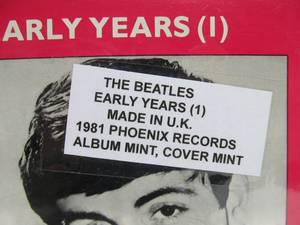 ARLY YEARS (I)
THE BEATLES
EARLY YEARS (1)
MADE IN U.K.
1981 PHOENIX RECORDS
ALBUM MINT, COVER MINT